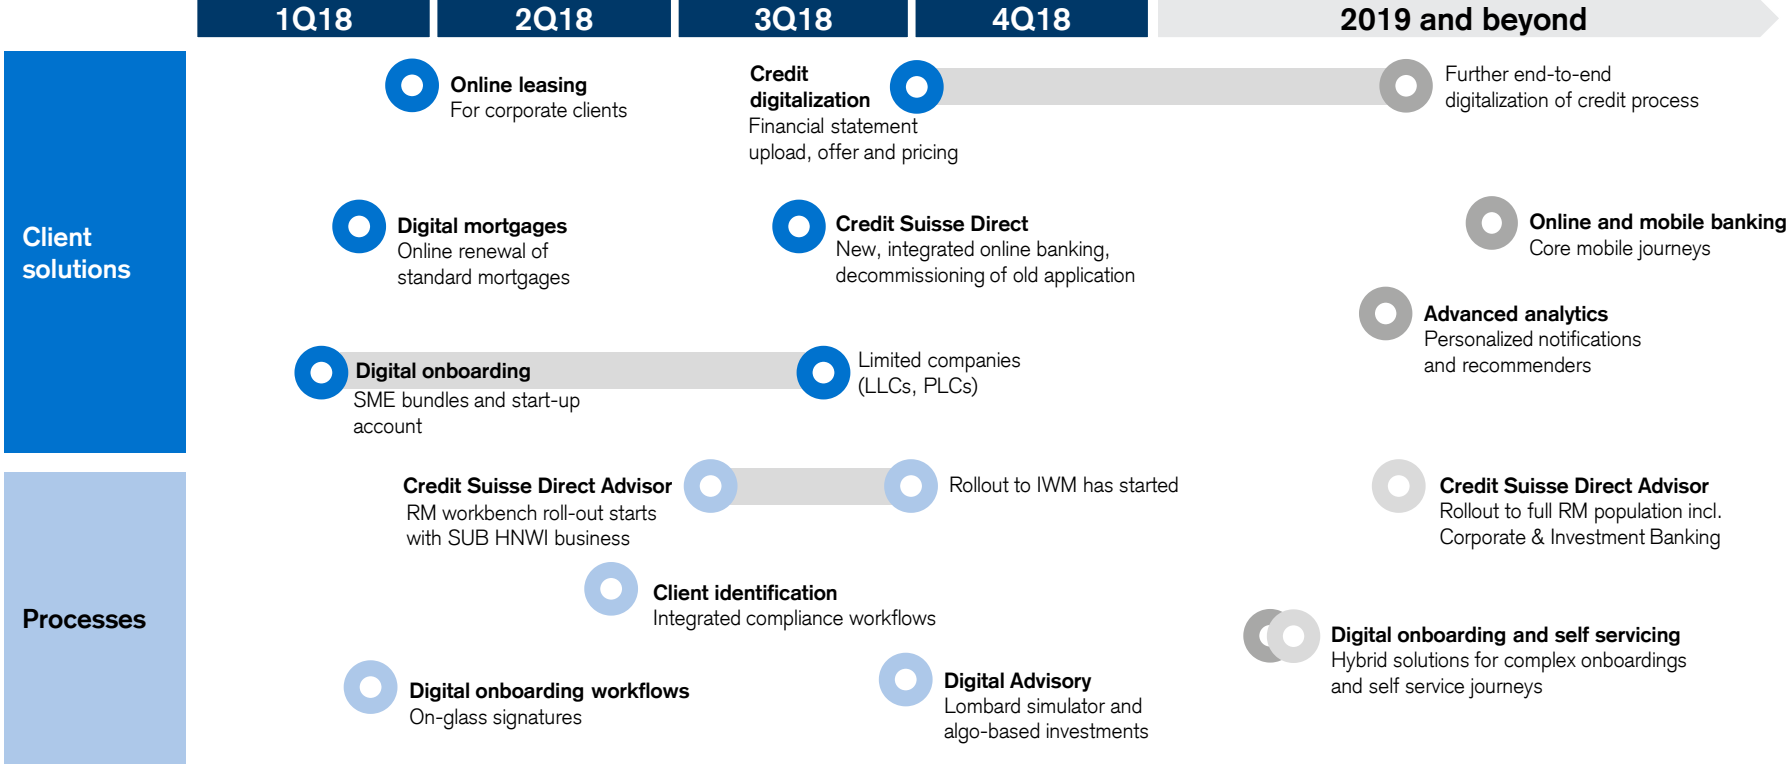 1Q18
2Q18
3Q18
4Q18
2019 and beyond
Client
solutions
Online leasing
For corporate clients
Credit
digitalization
Financial statement
upload, offer and pricing
Further end-to-end
digitalization of credit process
Digital mortgages
Online renewal of
standard mortgages
Credit Suisse Direct
New, integrated online banking,
decommissioning of old application
Online and mobile banking
Core mobile journeys
Advanced analytics
Personalized notifications
and recommenders
Digital onboarding
SME bundles and start-up
account
Limited companies
(LLCs, PLCs)
Processes
Credit Suisse Direct Advisor
RM workbench roll-out starts
with SUB HNWI business
Rollout to IWM has started
Credit Suisse Direct Advisor
Rollout to full RM population incl.
Corporate & Investment Banking
Client identification
Integrated compliance workflows
Digital onboarding and self servicing
Hybrid solutions for complex onboardings
and self service journeys
Digital onboarding workflows
On-glass signatures
Digital Advisory
Lombard simulator and
algo-based investments